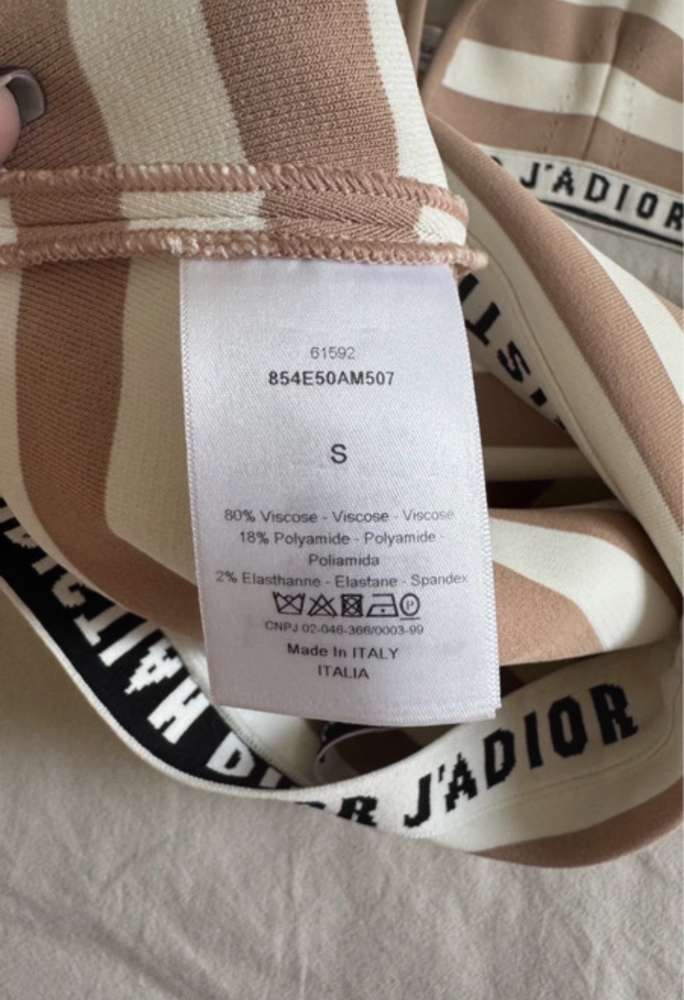 J'ADIOR
61592
854E50AM507
S
80% Viscose - Viscose - Viscose
18% Polyamide - Polyamide -
Poliamida
2% Elasthanne - Elastane - Spandex
CNPJ 02-046-366/0003-99
Made In ITALY
ITALIA
J'ADIOR